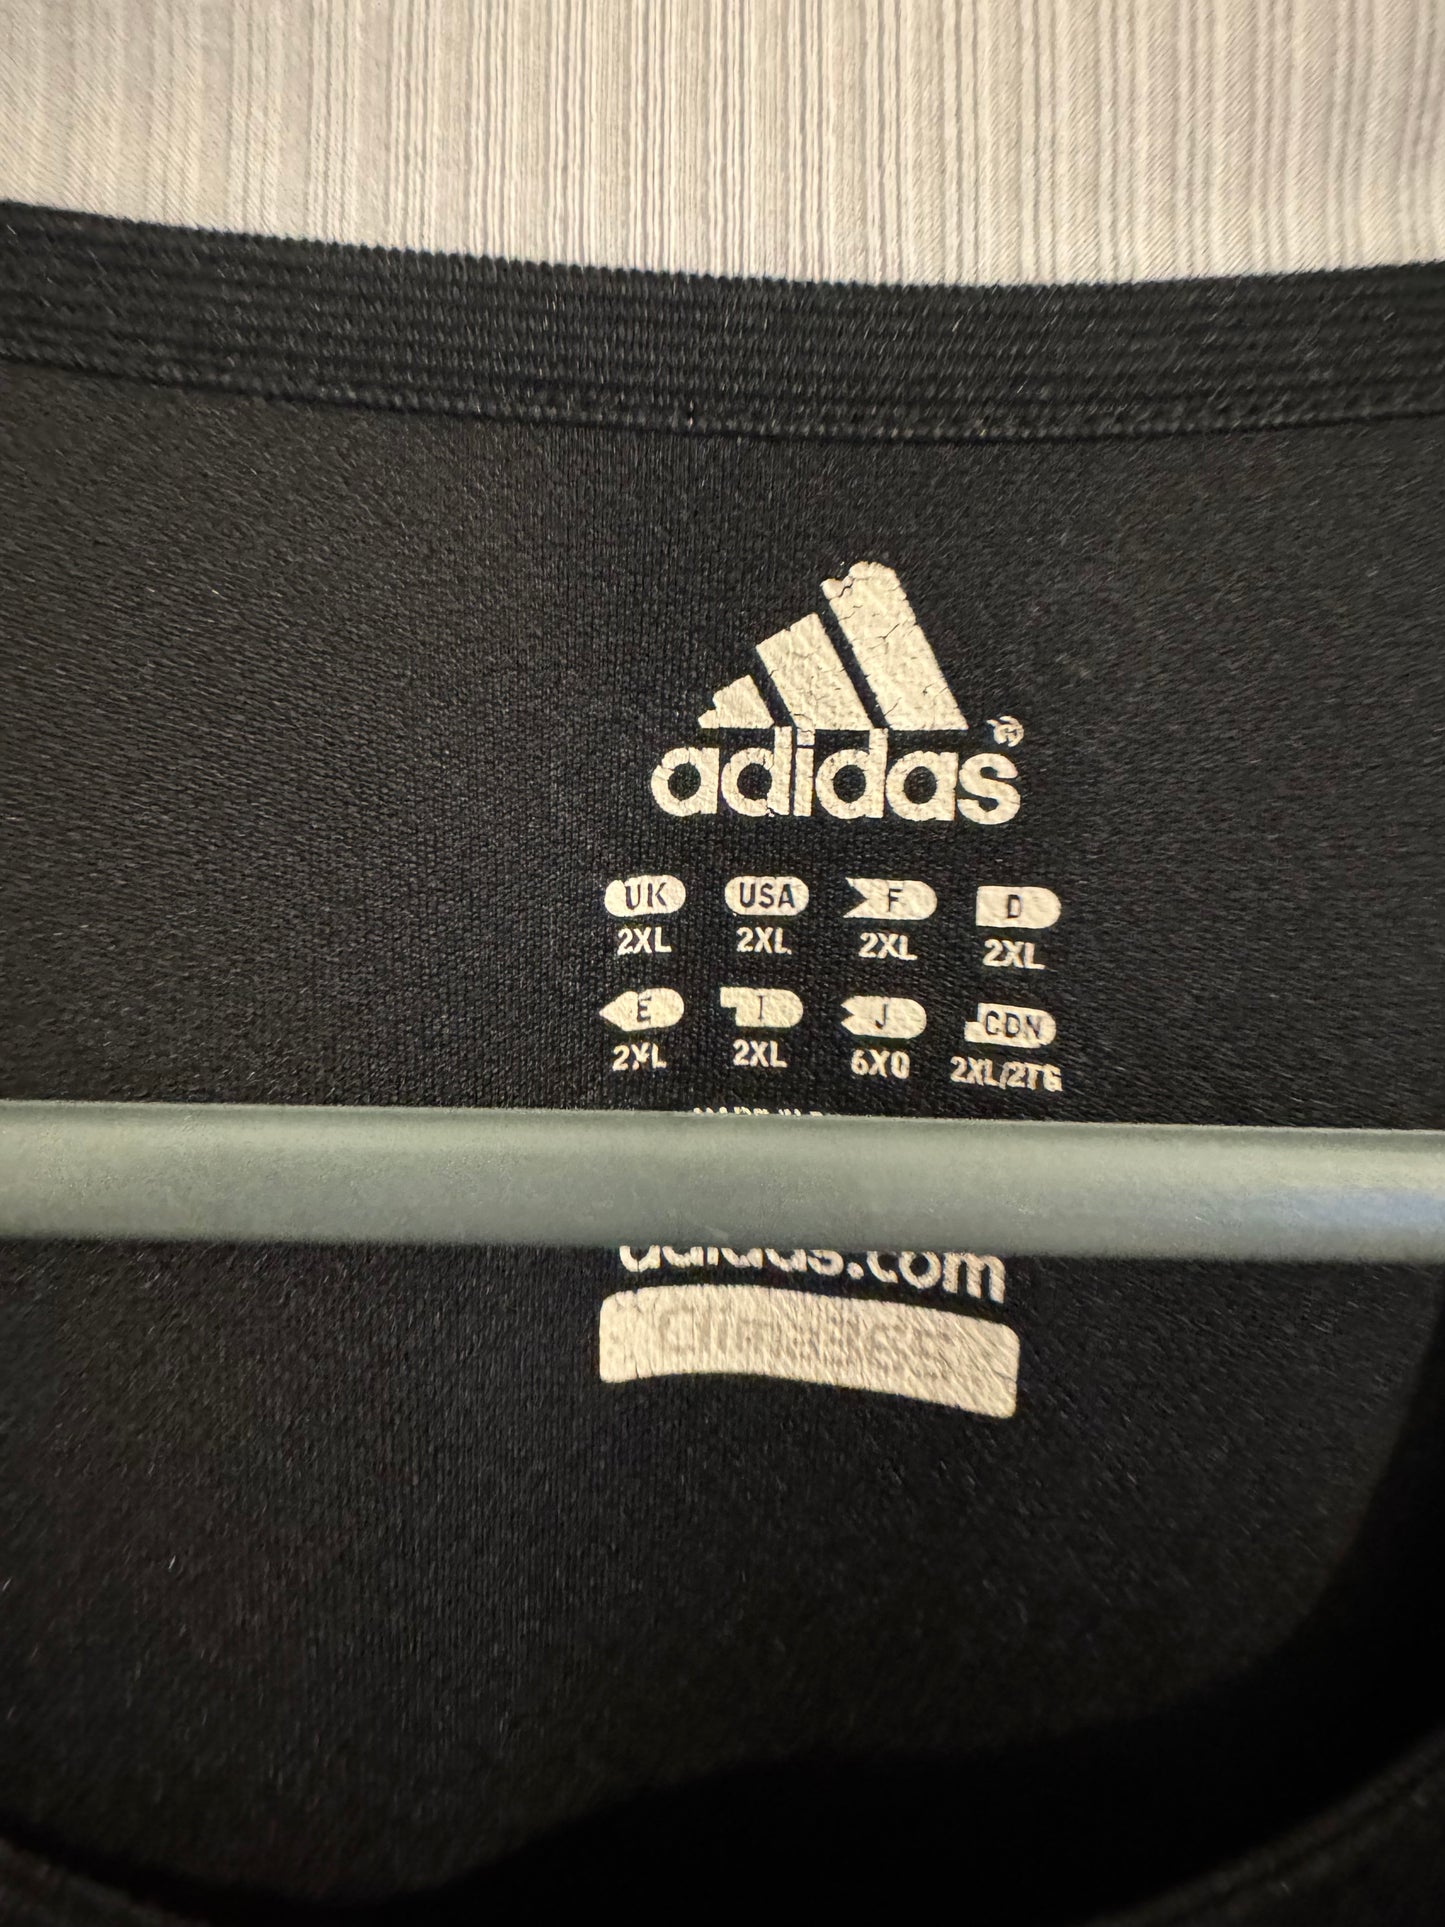 adidas®
UK USA F D
2XL 2XL 2XL 2XL
E I J CDN
2XL 2XL 6XO 2XL/2TG
adidas.com